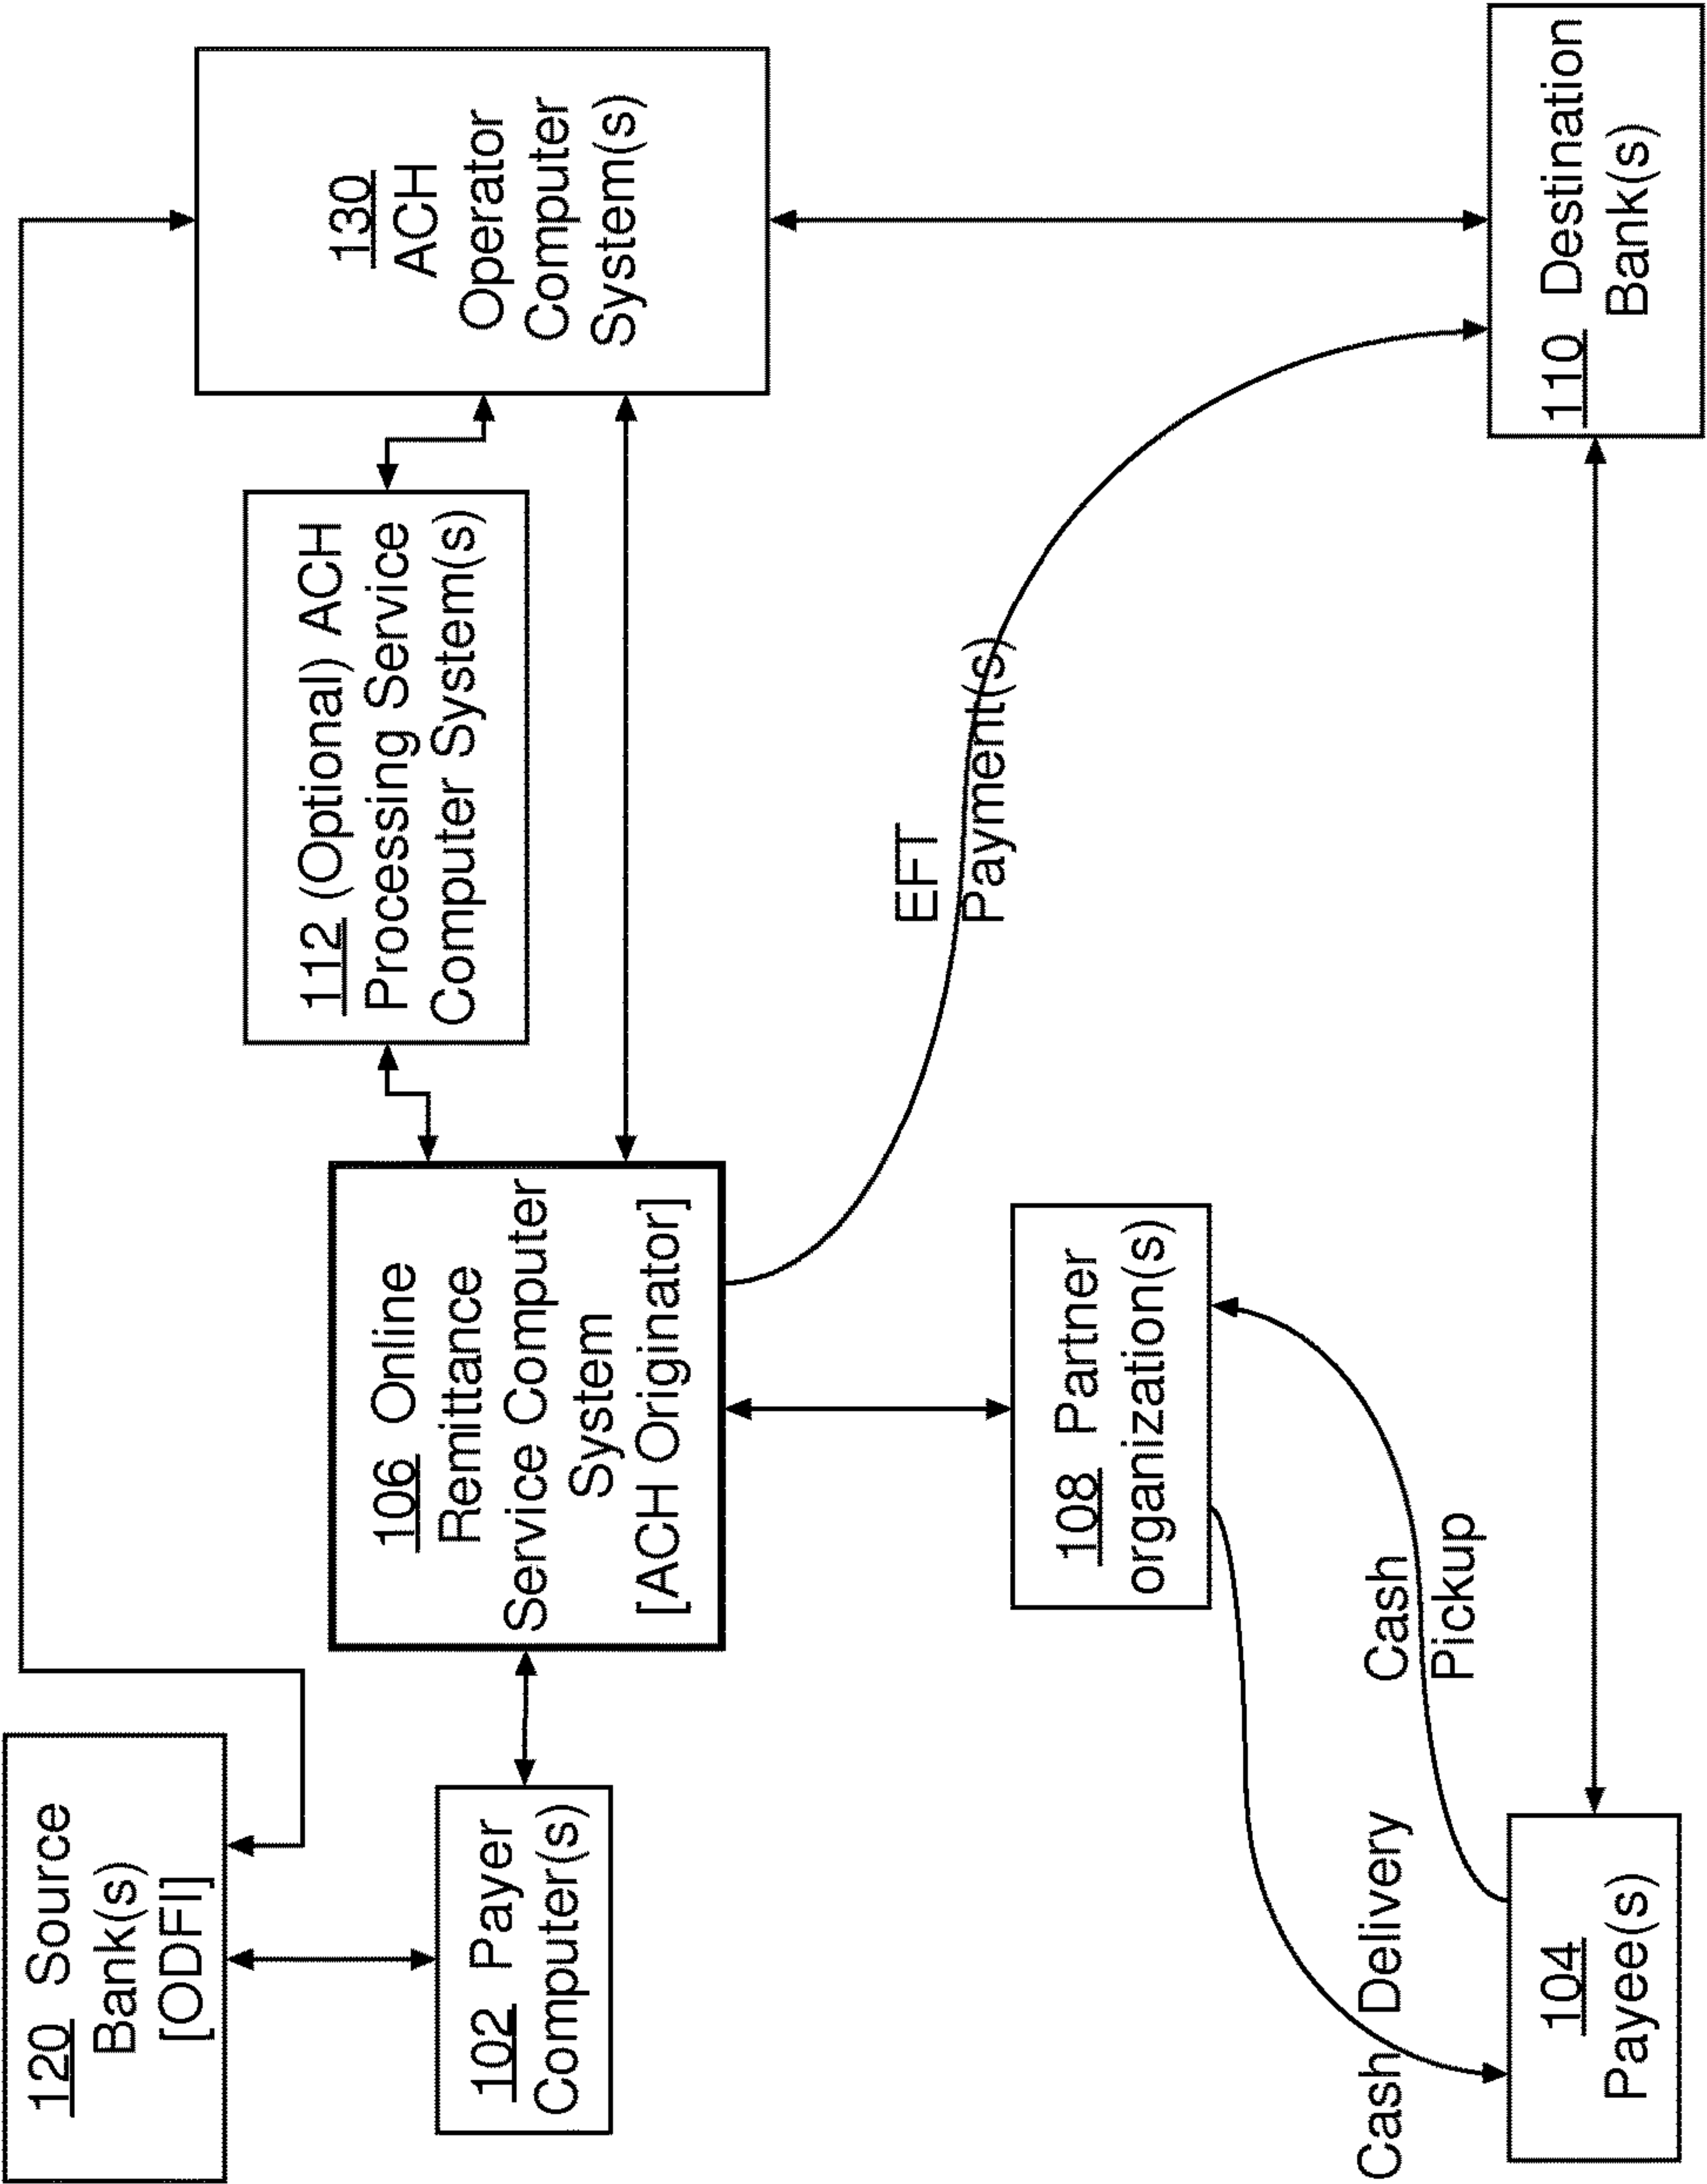 120 Source
Bank(s)
[ODFI]
102 Payer
Computer(s)
106 Online
Remittance
Service Computer
System
[ACH Originator]
112 (Optional) ACH
Processing Service
Computer System(s)
130
ACH
Operator
Computer
System(s)
EFT
Payment(s)
108 Partner
organization(s)
Cash Delivery
Cash
Pickup
104
Payee(s)
110 Destination
Bank(s)